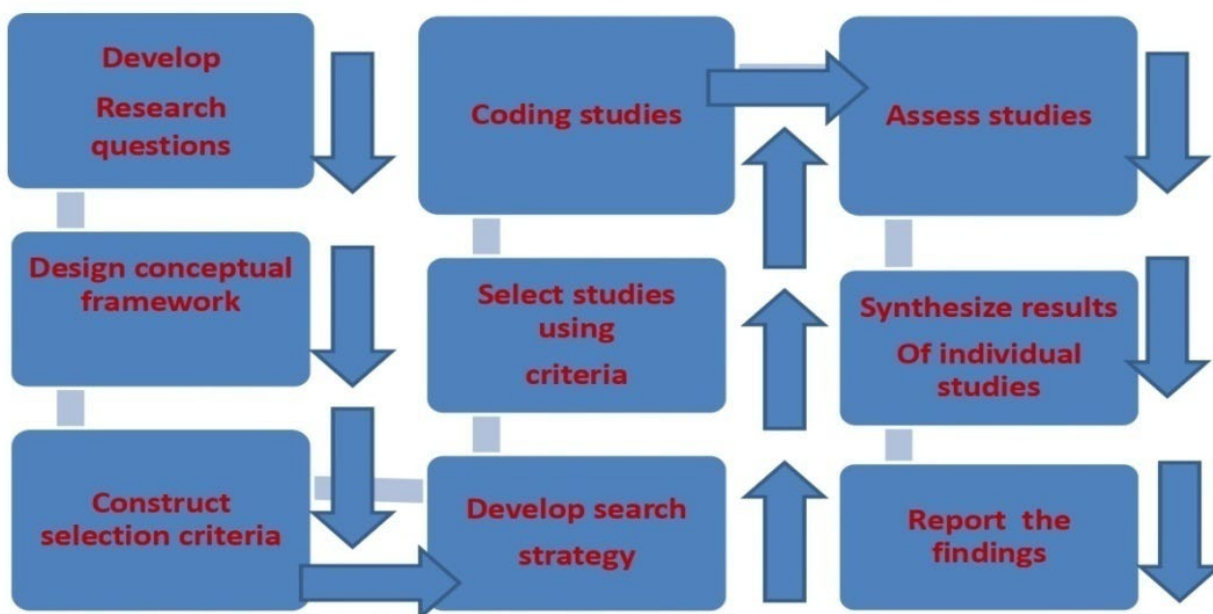 Develop
Research
questions
Design conceptual
framework
Construct
selection criteria
Develop search
strategy
Select studies
using
criteria
Coding studies
Assess studies
Synthesize results
Of individual
studies
Report the
findings